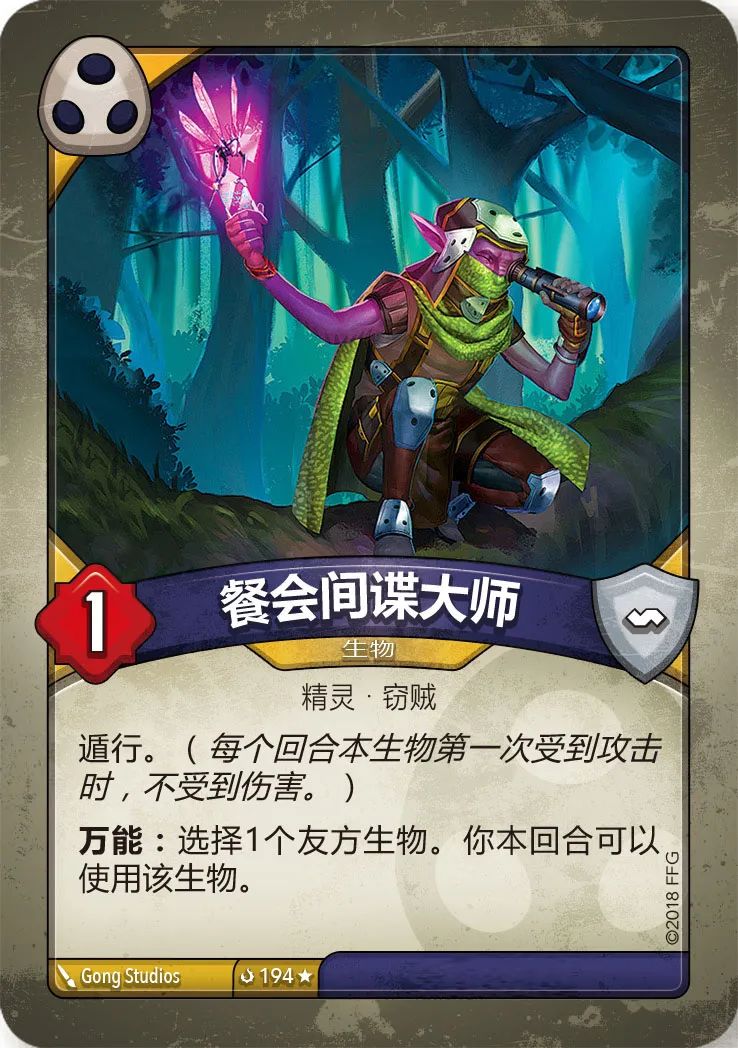 1
餐会间谍大师
生物
精灵 · 窃贼
遁行。（每个回合本生物第一次受到攻击
时，不受到伤害。）
万能：选择1个友方生物。你本回合可以
使用该生物。
©2018 FFG
Gong Studios
194★